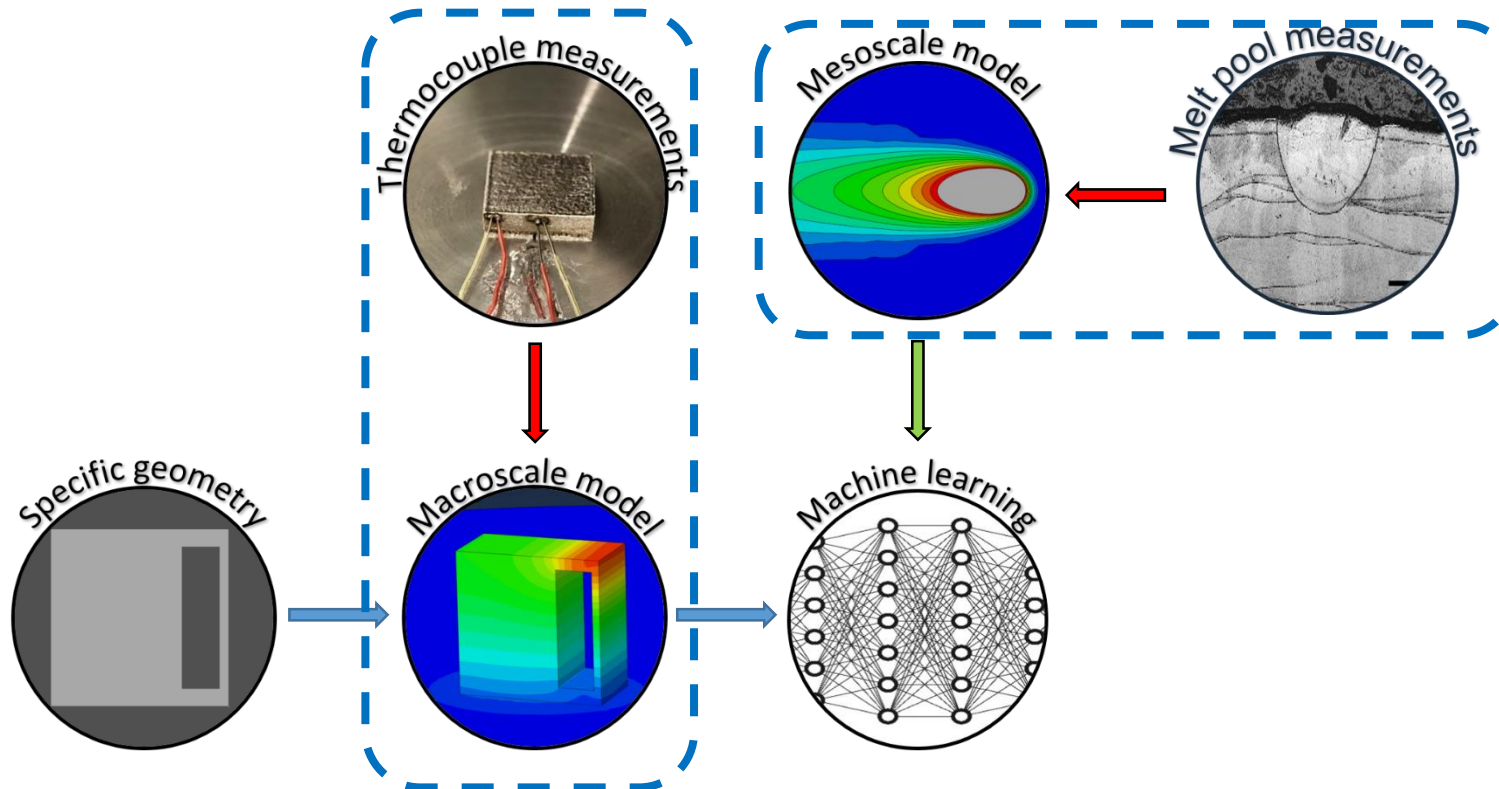 Thermocouple measurements
Mesoscale model
Melt pool measurements
Specific geometry
Macroscale model
Machine learning